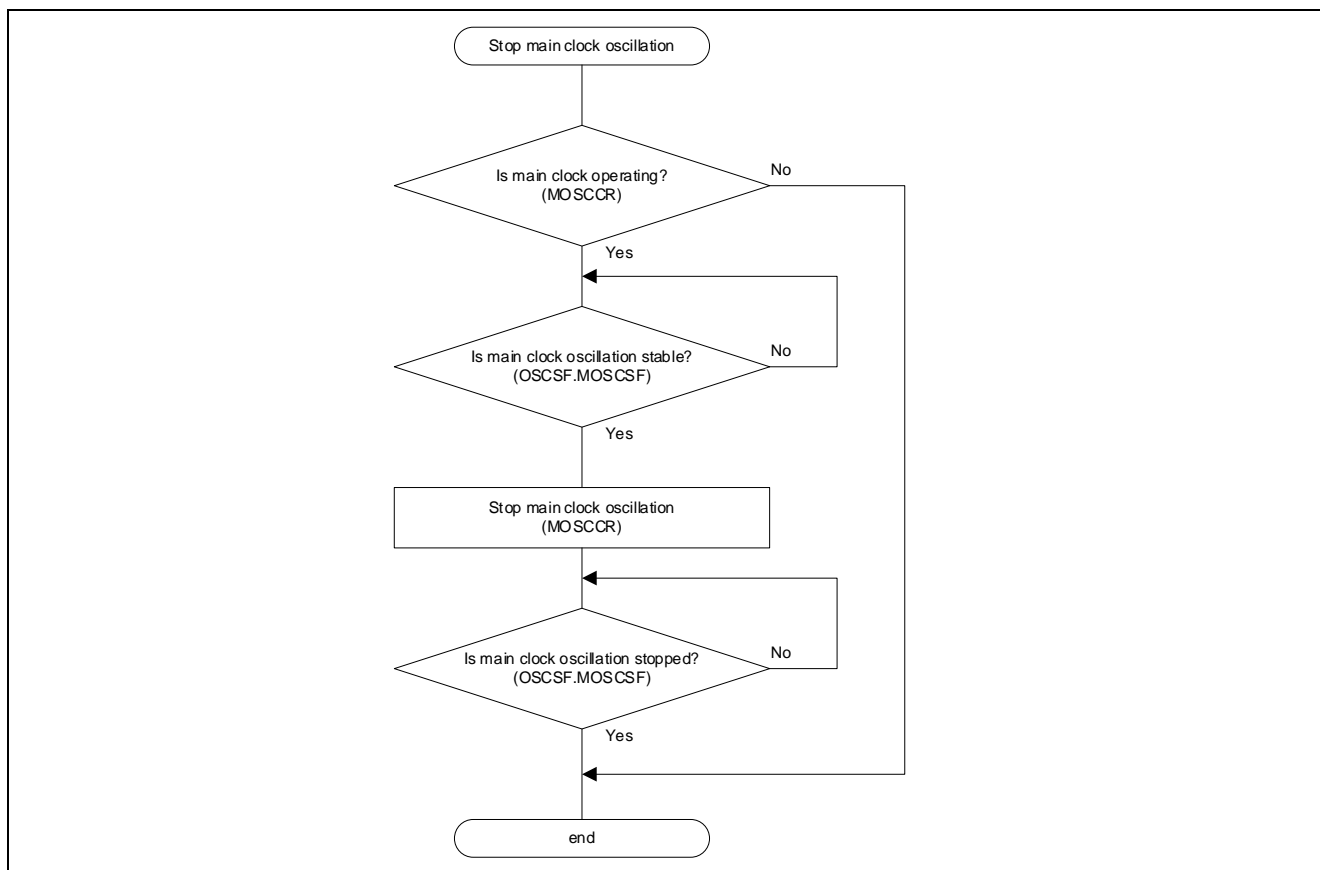 Stop main clock oscillation
Is main clock operating?
(MOSCCR)
No
Yes
Is main clock oscillation stable?
(OSCSF.MOSCSF)
No
Yes
Stop main clock oscillation
(MOSCCR)
Is main clock oscillation stopped?
(OSCSF.MOSCSF)
No
Yes
end